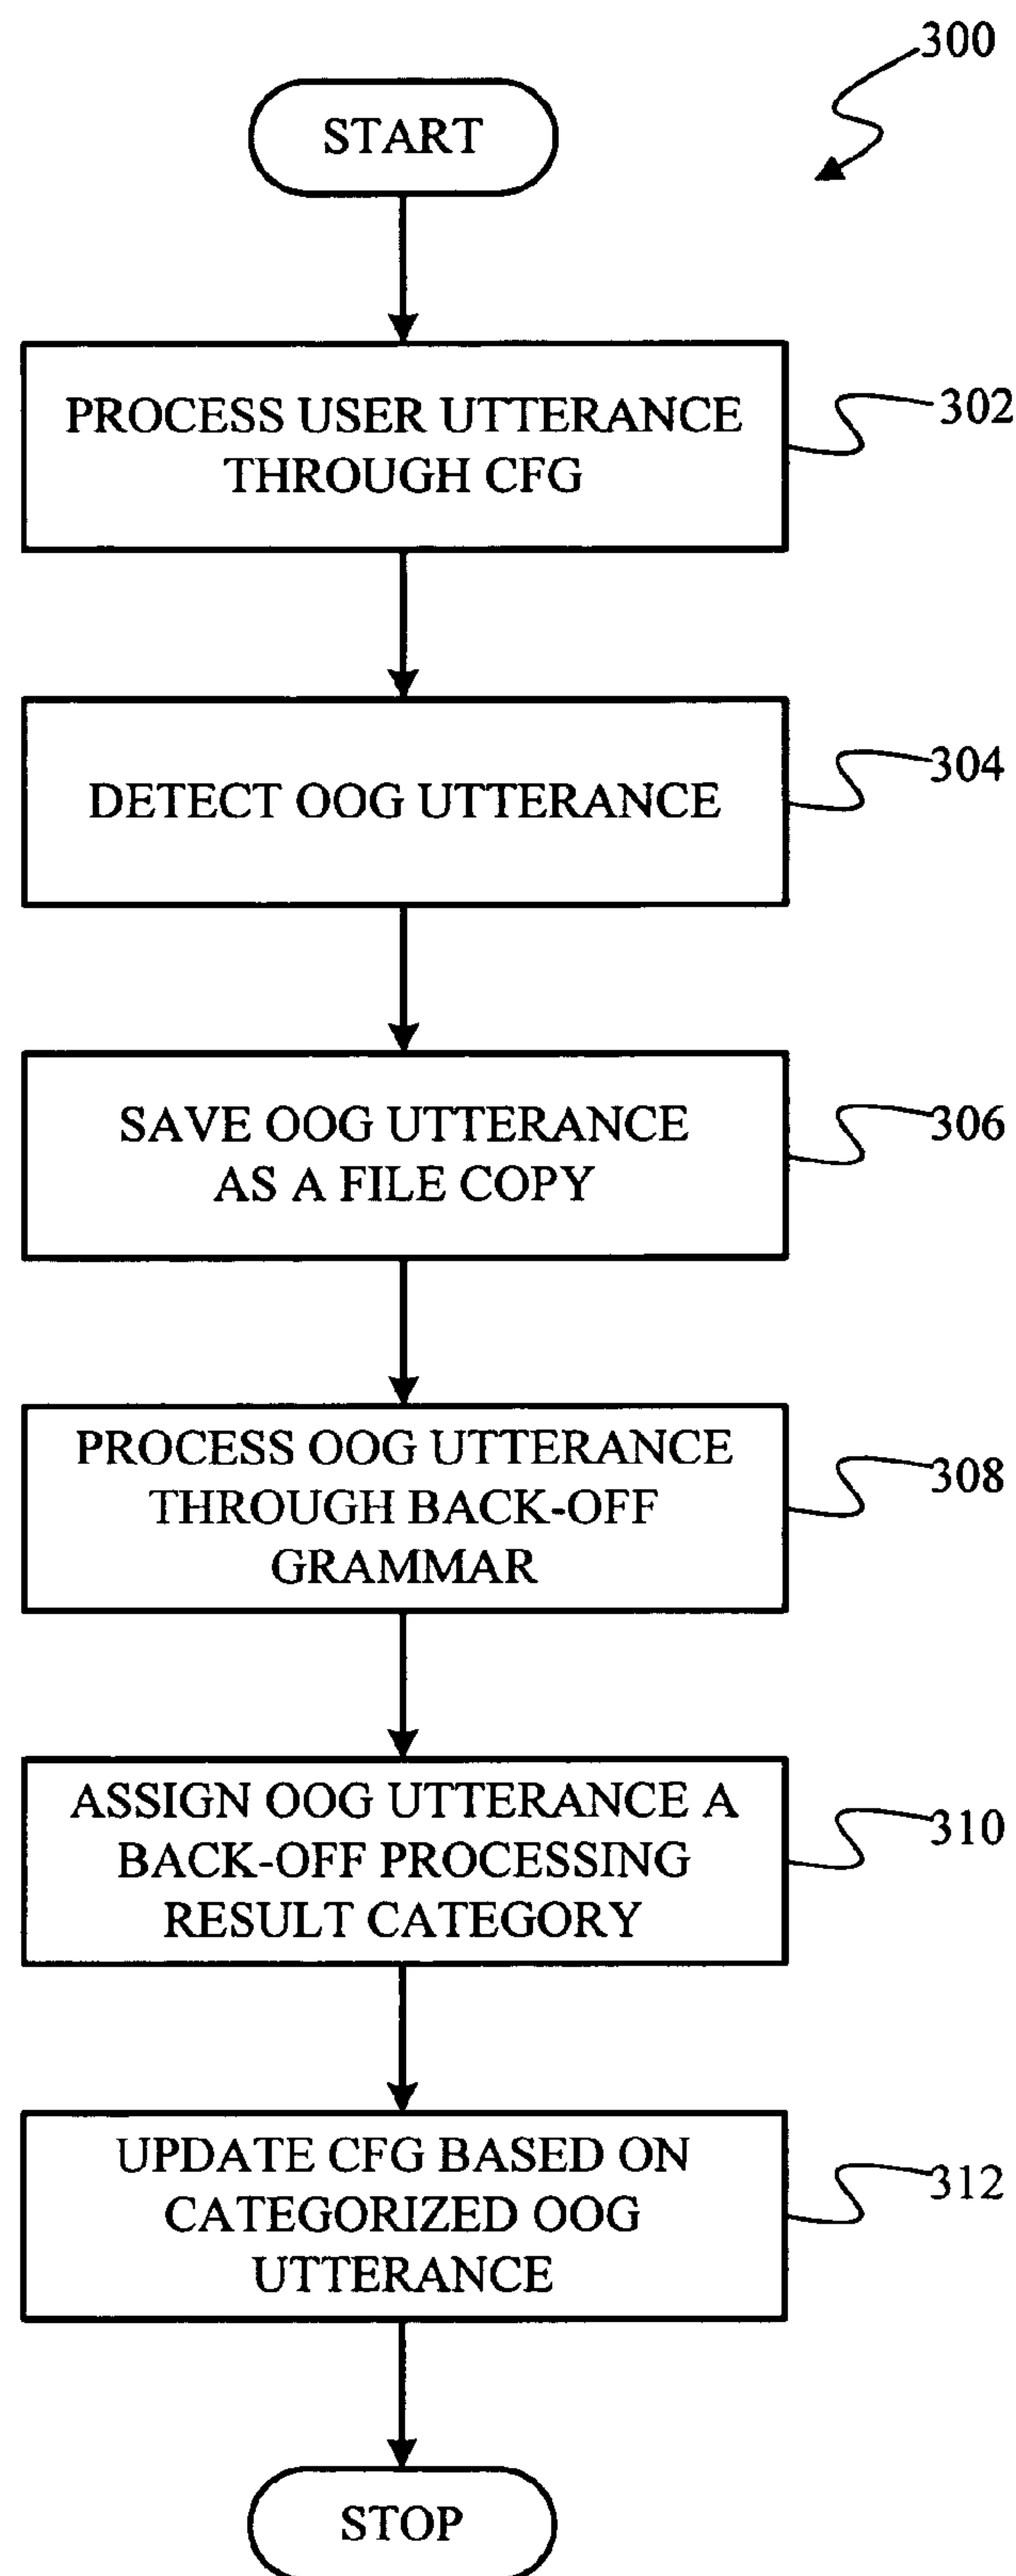 300
START
PROCESS USER UTTERANCE
THROUGH CFG
302
DETECT OOG UTTERANCE
304
SAVE OOG UTTERANCE
AS A FILE COPY
306
PROCESS OOG UTTERANCE
THROUGH BACK-OFF
GRAMMAR
308
ASSIGN OOG UTTERANCE A
BACK-OFF PROCESSING
RESULT CATEGORY
310
UPDATE CFG BASED ON
CATEGORIZED OOG
UTTERANCE
312
STOP